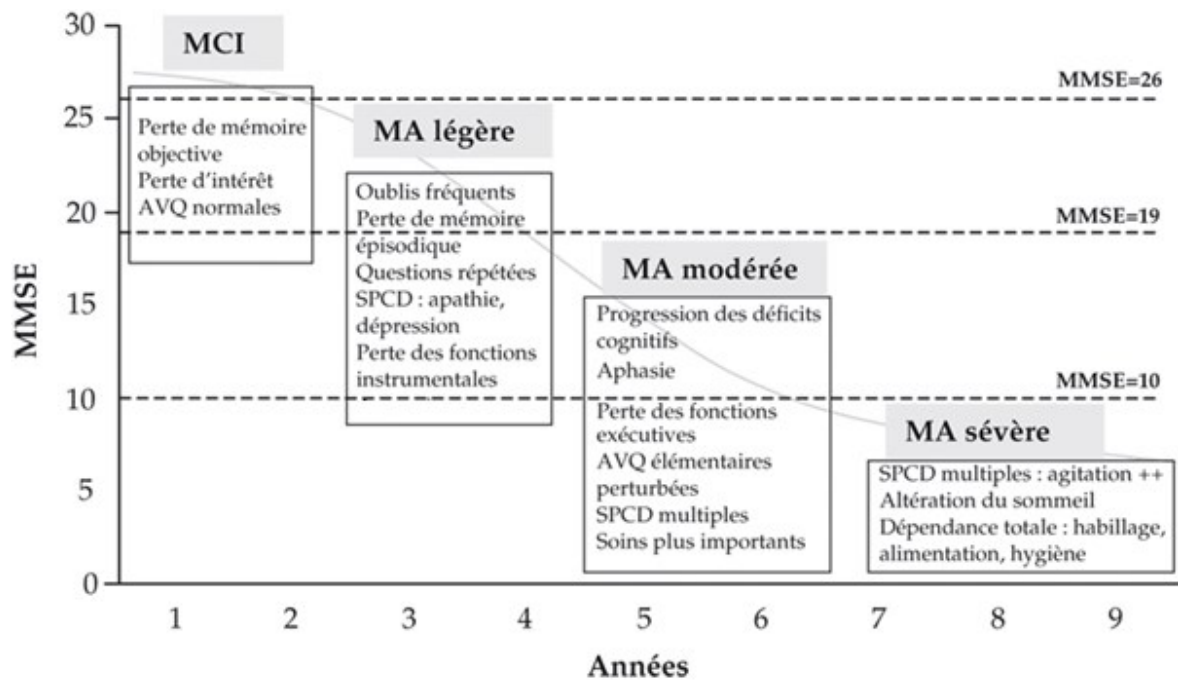 MMSE
30
25
20
15
10
5
0
MCI
Perte de mémoire
objective
Perte d’intérêt
AVQ normales
MA légère
Oublis fréquents
Perte de mémoire
épisodique
Questions répétées
SPCD : apathie,
dépression
Perte des fonctions
instrumentales
MA modérée
Progression des déficits
cognitifs
Aphasie
Perte des fonctions
exécutives
AVQ élémentaires
perturbées
SPCD multiples
Soins plus importants
MA sévère
SPCD multiples : agitation ++
Altération du sommeil
Dépendance totale : habillage,
alimentation, hygiène
MMSE=26
MMSE=19
MMSE=10
1 2 3 4 5 6 7 8 9
Années